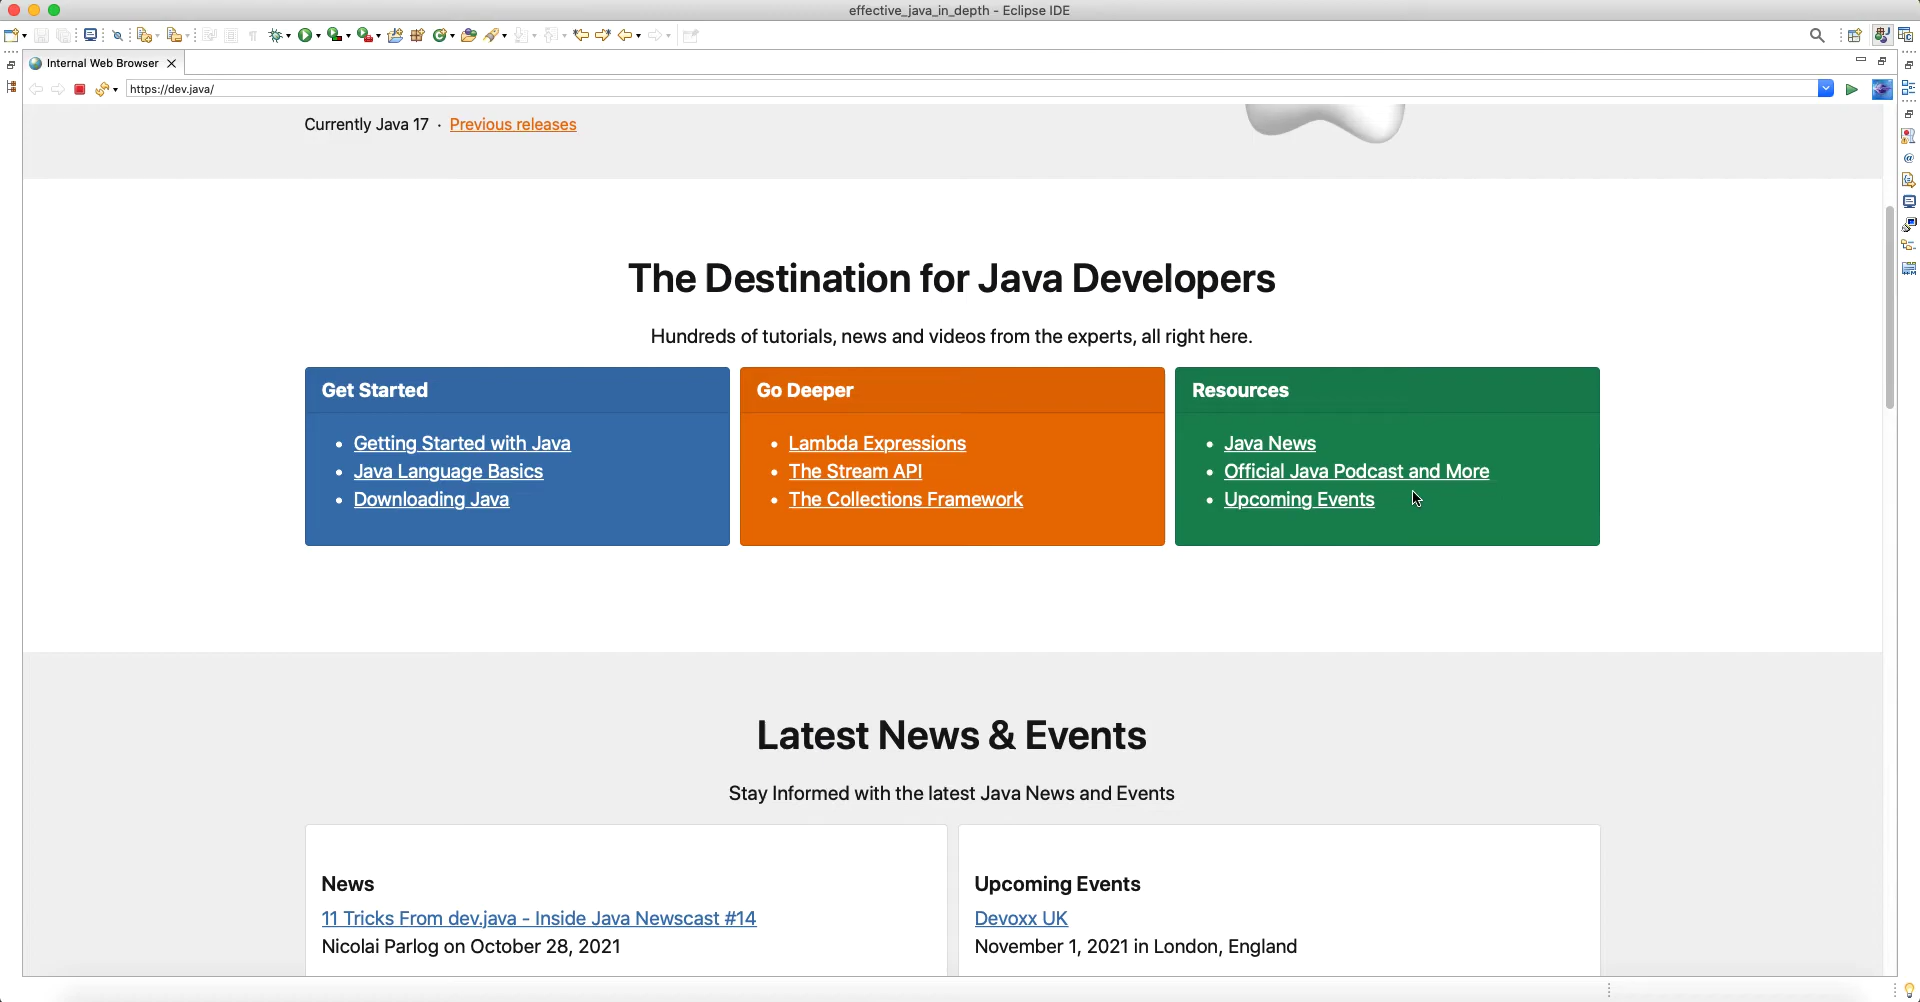 effective_java_in_depth - Eclipse IDE
Internal Web Browser
https://dev.java/
Currently Java 17 · Previous releases
The Destination for Java Developers
Hundreds of tutorials, news and videos from the experts, all right here.
Get Started
• Getting Started with Java
• Java Language Basics
• Downloading Java
Go Deeper
• Lambda Expressions
• The Stream API
• The Collections Framework
Resources
• Java News
• Official Java Podcast and More
• Upcoming Events
Latest News & Events
Stay Informed with the latest Java News and Events
News
11 Tricks From dev.java - Inside Java Newscast #14
Nicolai Parlog on October 28, 2021
Upcoming Events
Devoxx UK
November 1, 2021 in London, England